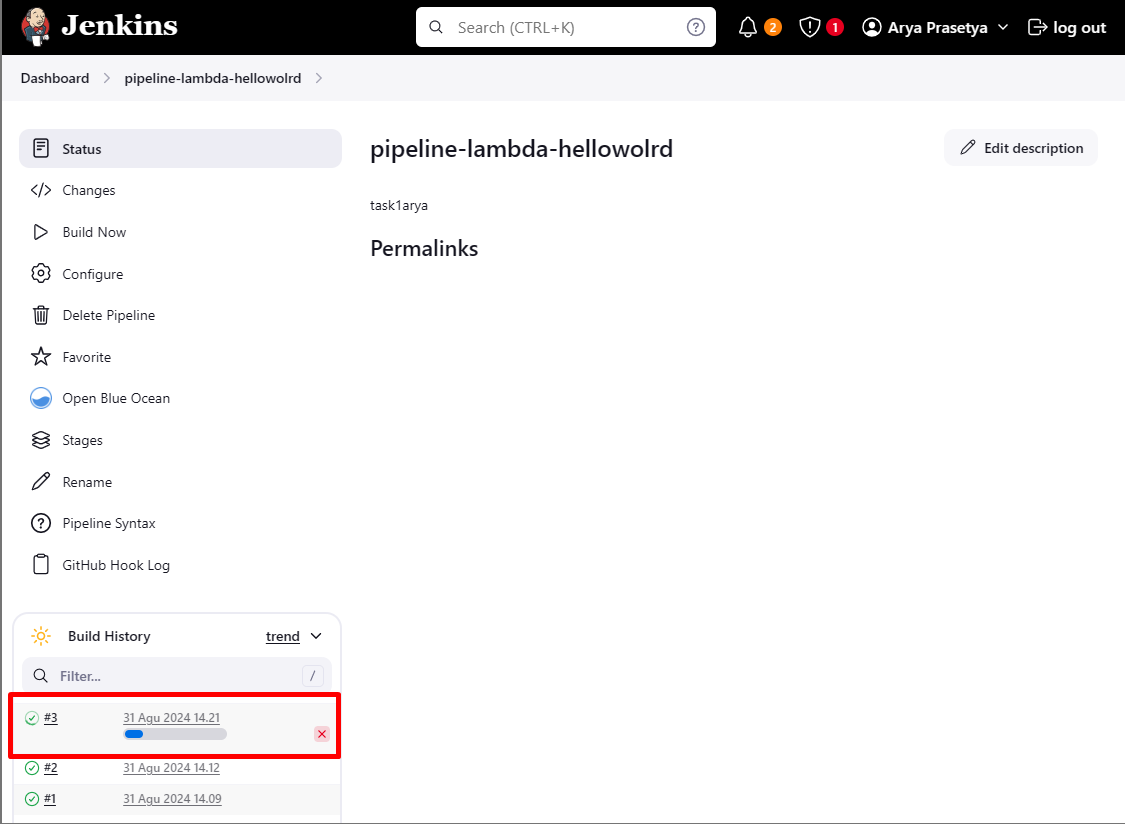 Jenkins
Search (CTRL+K)
?
2
1
Arya Prasetya
log out
Dashboard
pipeline-lambda-hellowolrd
Status
Changes
Build Now
Configure
Delete Pipeline
Favorite
Open Blue Ocean
Stages
Rename
Pipeline Syntax
GitHub Hook Log
pipeline-lambda-hellowolrd
Edit description
task1arya
Permalinks
Build History
trend
Filter...
/
#3 31 Agu 2024 14.21
#2 31 Agu 2024 14.12
#1 31 Agu 2024 14.09